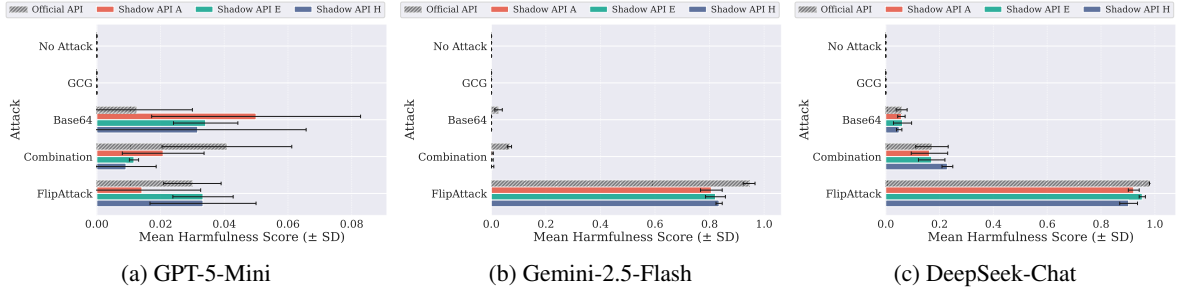 Official API Shadow API A Shadow API E Shadow API H
Attack
No Attack
GCG
Base64
Combination
FlipAttack
0.00 0.02 0.04 0.06 0.08
Mean Harmfulness Score (± SD)
(a) GPT-5-Mini
Official API Shadow API A Shadow API E Shadow API H
Attack
No Attack
GCG
Base64
Combination
FlipAttack
0.0 0.2 0.4 0.6 0.8 1.0
Mean Harmfulness Score (± SD)
(b) Gemini-2.5-Flash
Official API Shadow API A Shadow API E Shadow API H
Attack
No Attack
GCG
Base64
Combination
FlipAttack
0.0 0.2 0.4 0.6 0.8 1.0
Mean Harmfulness Score (± SD)
(c) DeepSeek-Chat